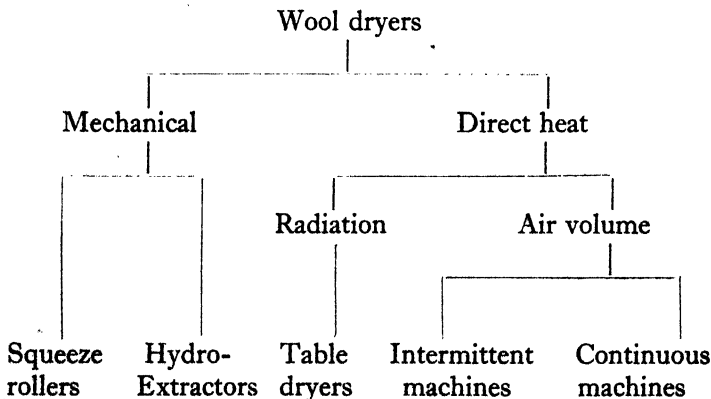 Wool dryers
Mechanical
Direct heat
Radiation
Air volume
Squeeze
rollers
Hydro-
Extractors
Table
dryers
Intermittent
machines
Continuous
machines